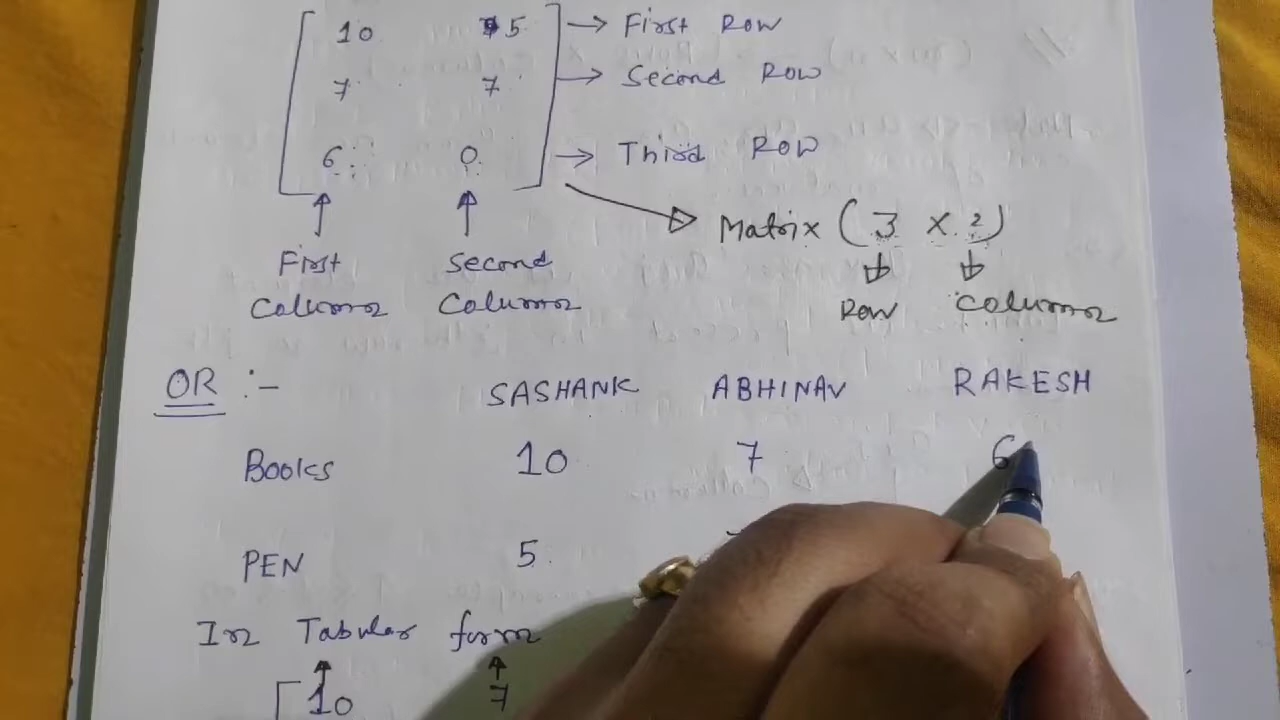 10 5 → First Row
7 7 → Second Row
6 0 → Third Row
Matrix (3 × 2)
First Column
Second Column
Row
Column
OR :-
SASHANK ABHINAV RAKESH
Books 10 7 6
PEN 5
In Tabular form
10 7